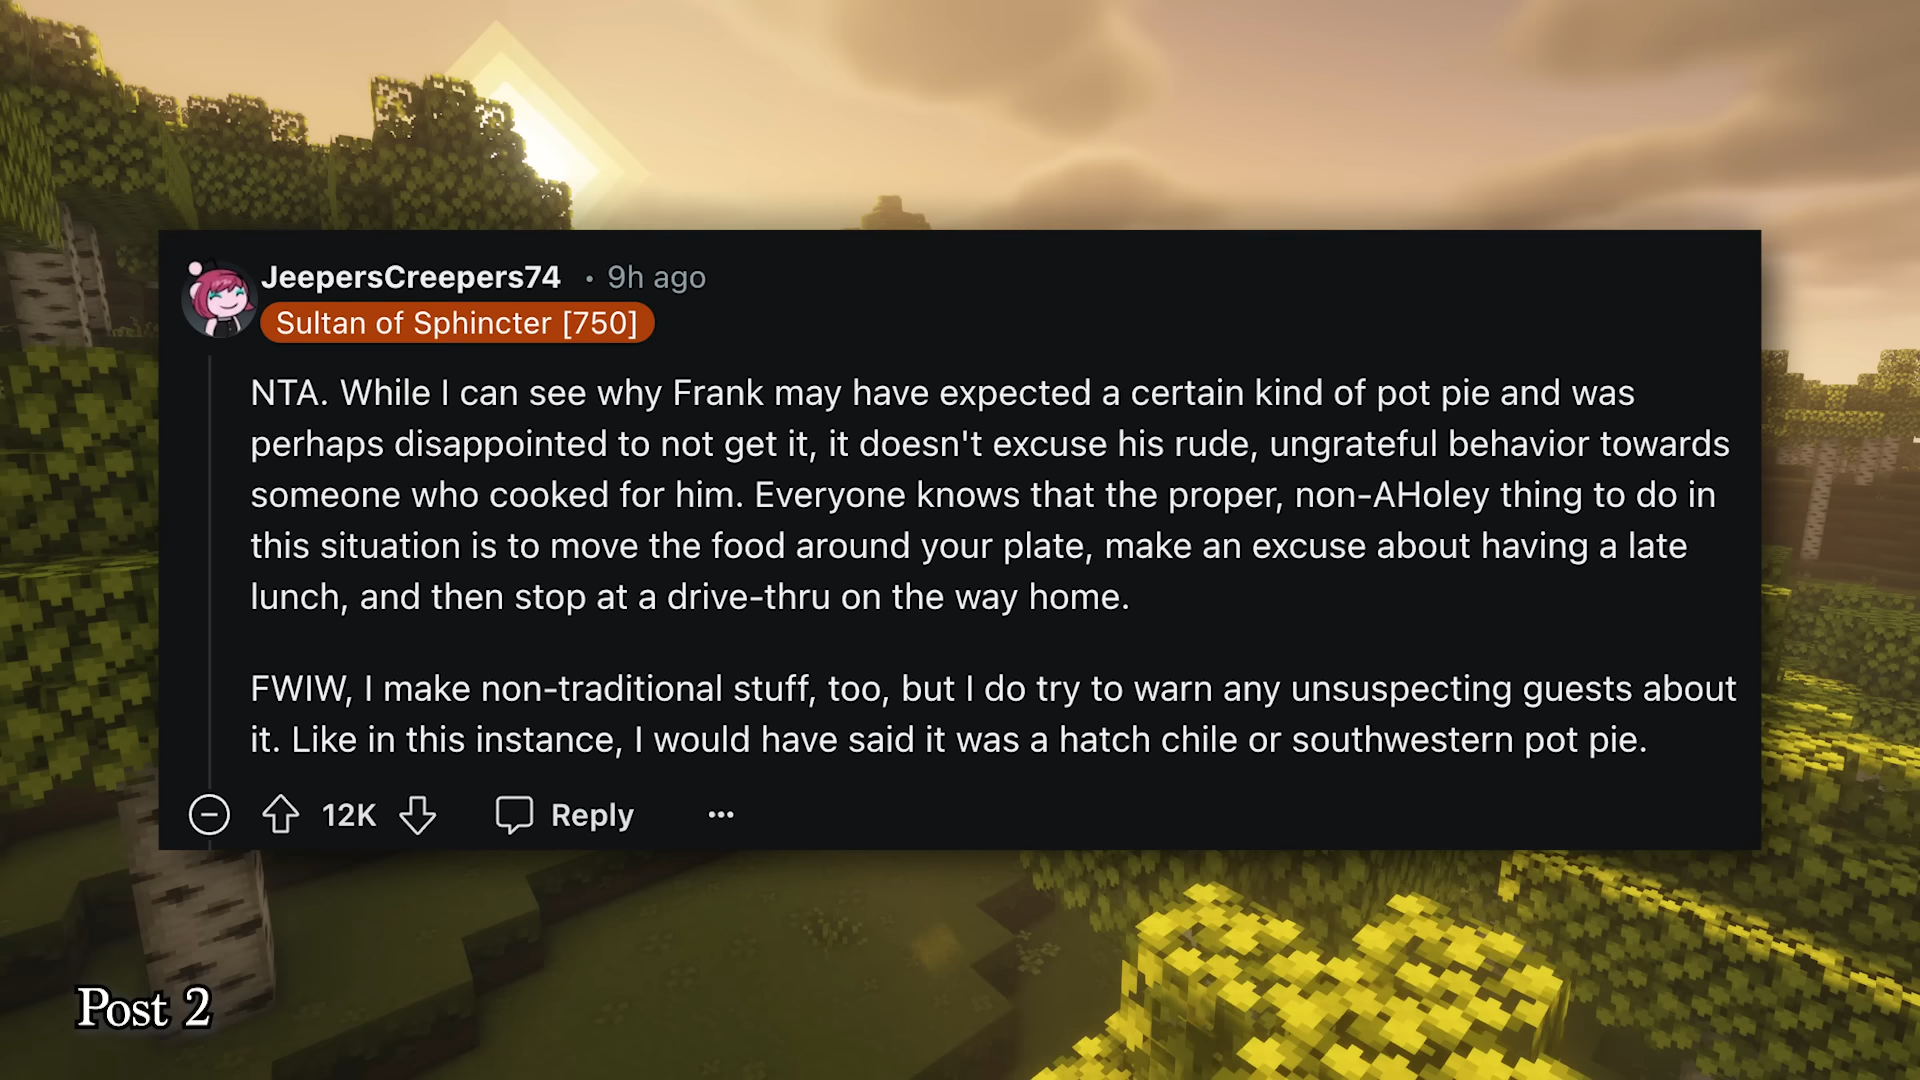 JeepersCreepers74 • 9h ago
Sultan of Sphincter [750]
NTA. While I can see why Frank may have expected a certain kind of pot pie and was
perhaps disappointed to not get it, it doesn't excuse his rude, ungrateful behavior towards
someone who cooked for him. Everyone knows that the proper, non-AHoley thing to do in
this situation is to move the food around your plate, make an excuse about having a late
lunch, and then stop at a drive-thru on the way home.
FWIW, I make non-traditional stuff, too, but I do try to warn any unsuspecting guests about
it. Like in this instance, I would have said it was a hatch chile or southwestern pot pie.
12K Reply ...
Post 2